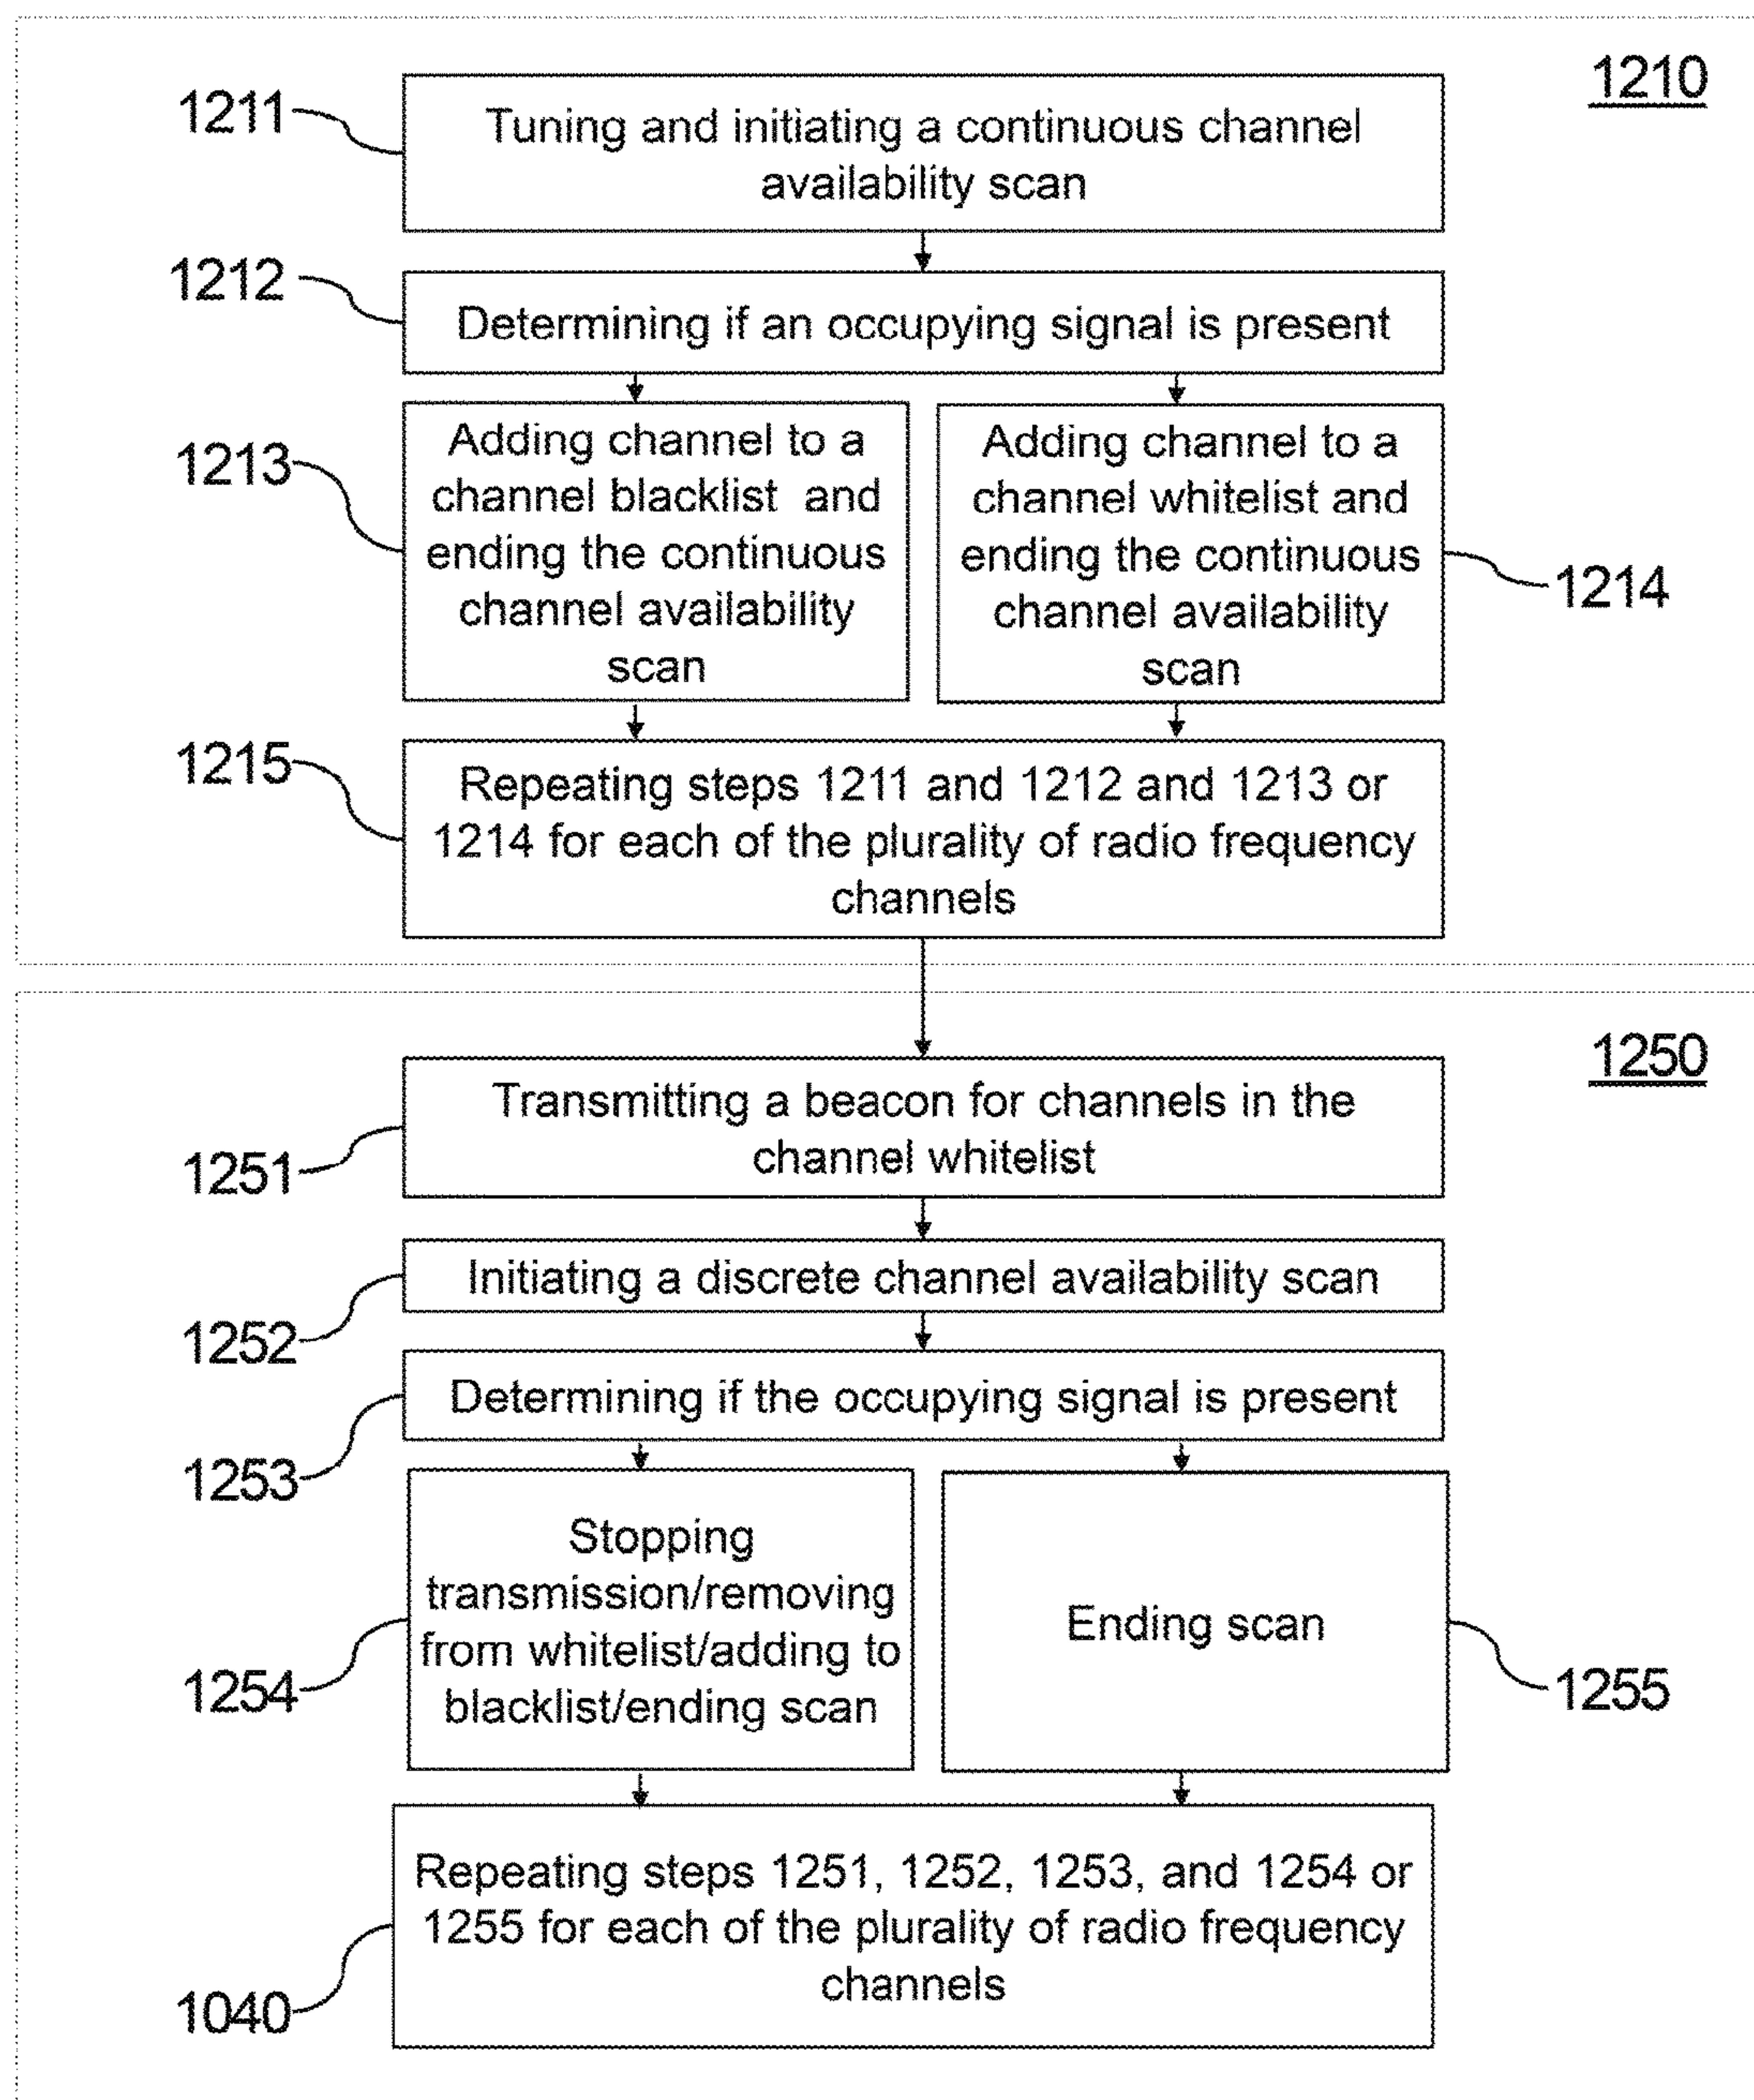 1210
1211
Tuning and initiating a continuous channel
availability scan
1212
Determining if an occupying signal is present
1213
Adding channel to a
channel blacklist and
ending the continuous
channel availability
scan
Adding channel to a
channel whitelist and
ending the continuous
channel availability
scan
1214
1215
Repeating steps 1211 and 1212 and 1213 or
1214 for each of the plurality of radio frequency
channels
1250
Transmitting a beacon for channels in the
channel whitelist
1251
Initiating a discrete channel availability scan
1252
Determining if the occupying signal is present
1253
Stopping
transmission/removing
from whitelist/adding to
blacklist/ending scan
1254
Ending scan
1255
Repeating steps 1251, 1252, 1253, and 1254 or
1255 for each of the plurality of radio frequency
channels
1040